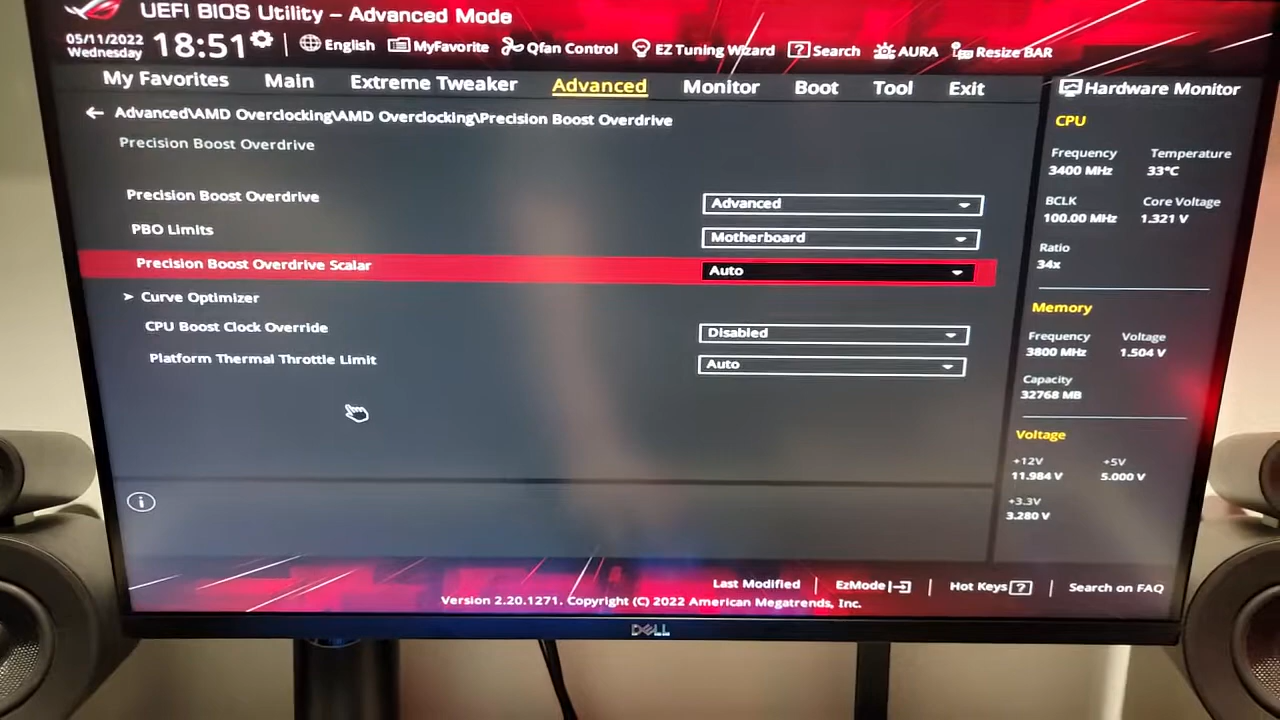 UEFI BIOS Utility – Advanced Mode
05/11/2022
Wednesday
18:51
English
MyFavorite
Qfan Control
EZ Tuning Wizard
Search
AURA
Resize BAR
My Favorites
Main
Extreme Tweaker
Advanced
Monitor
Boot
Tool
Exit
Hardware Monitor
Advanced\AMD Overclocking\AMD Overclocking\Precision Boost Overdrive
Precision Boost Overdrive
Precision Boost Overdrive
Advanced
PBO Limits
Motherboard
Precision Boost Overdrive Scalar
Auto
> Curve Optimizer
CPU Boost Clock Override
Disabled
Platform Thermal Throttle Limit
Auto
CPU
Frequency
Temperature
3400 MHz
33°C
BCLK
Core Voltage
100.00 MHz
1.321 V
Ratio
34x
Memory
Frequency
Voltage
3800 MHz
1.504 V
Capacity
32768 MB
Voltage
+12V
+5V
11.984 V
5.000 V
+3.3V
3.280 V
i
Last Modified
EzMode
Hot Keys ?
Search on FAQ
Version 2.20.1271. Copyright (C) 2022 American Megatrends, Inc.
DELL